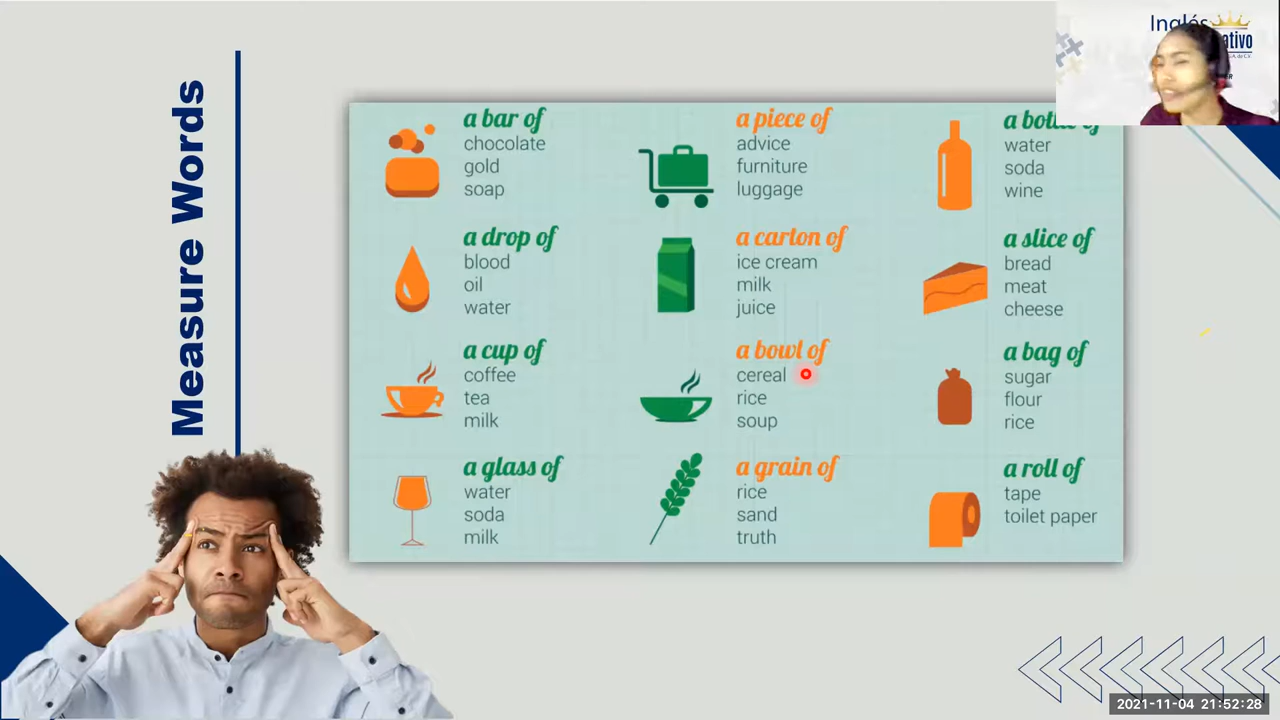 Measure Words
a bar of
chocolate
gold
soap
a piece of
advice
furniture
luggage
water
soda
wine
a drop of
blood
oil
water
a carton of
ice cream
milk
juice
a slice of
bread
meat
cheese
a cup of
coffee
tea
milk
a bowl of
cereal
rice
soup
a bag of
sugar
flour
rice
a glass of
water
soda
milk
a grain of
rice
sand
truth
a roll of
tape
toilet paper
2021-11-04 21:52:28